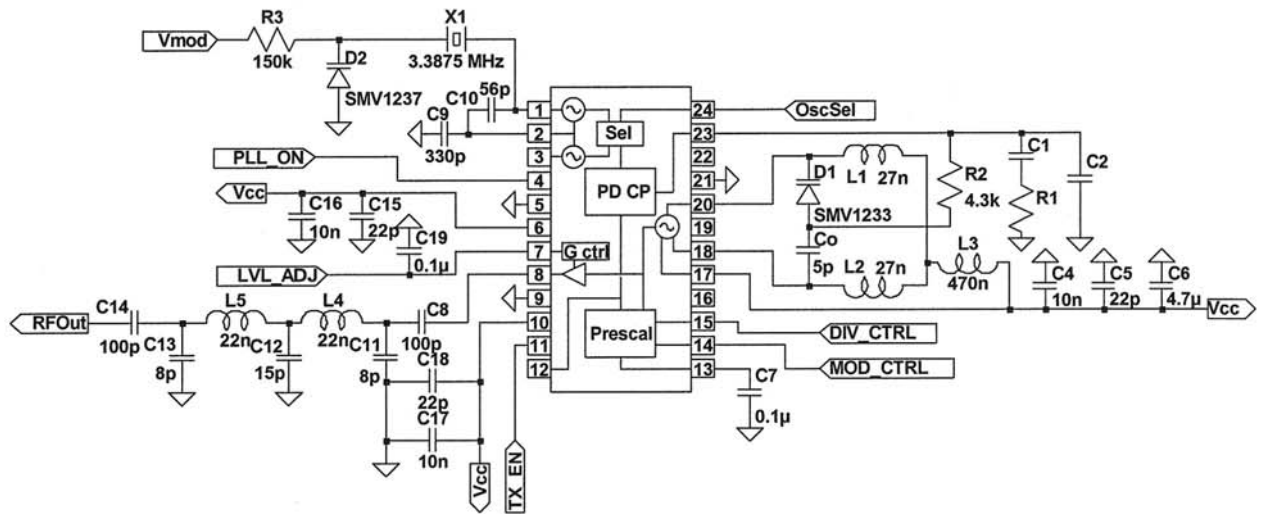 R3
X1
Vmod
150k
D2
3.3875 MHz
SMV1237
C10
56p
C9
330p
1
2
3
4
5
6
7
8
9
10
11
12
24
23
22
21
20
19
18
17
16
15
14
13
Sel
PD CP
G ctrl
Prescal
OscSel
PLL_ON
Vcc
C16
10n
C15
22p
C19
0.1µ
LVL_ADJ
D1
SMV1233
L1
27n
R2
4.3k
C1
R1
C2
Co
5p
L2
27n
L3
470n
C4
10n
C5
22p
C6
4.7µ
Vcc
RFOut
C14
100p
C13
8p
L5
22n
C12
15p
L4
22n
C11
8p
C8
100p
C18
22p
C17
10n
Vcc
TX_EN
DIV_CTRL
MOD_CTRL
C7
0.1µ